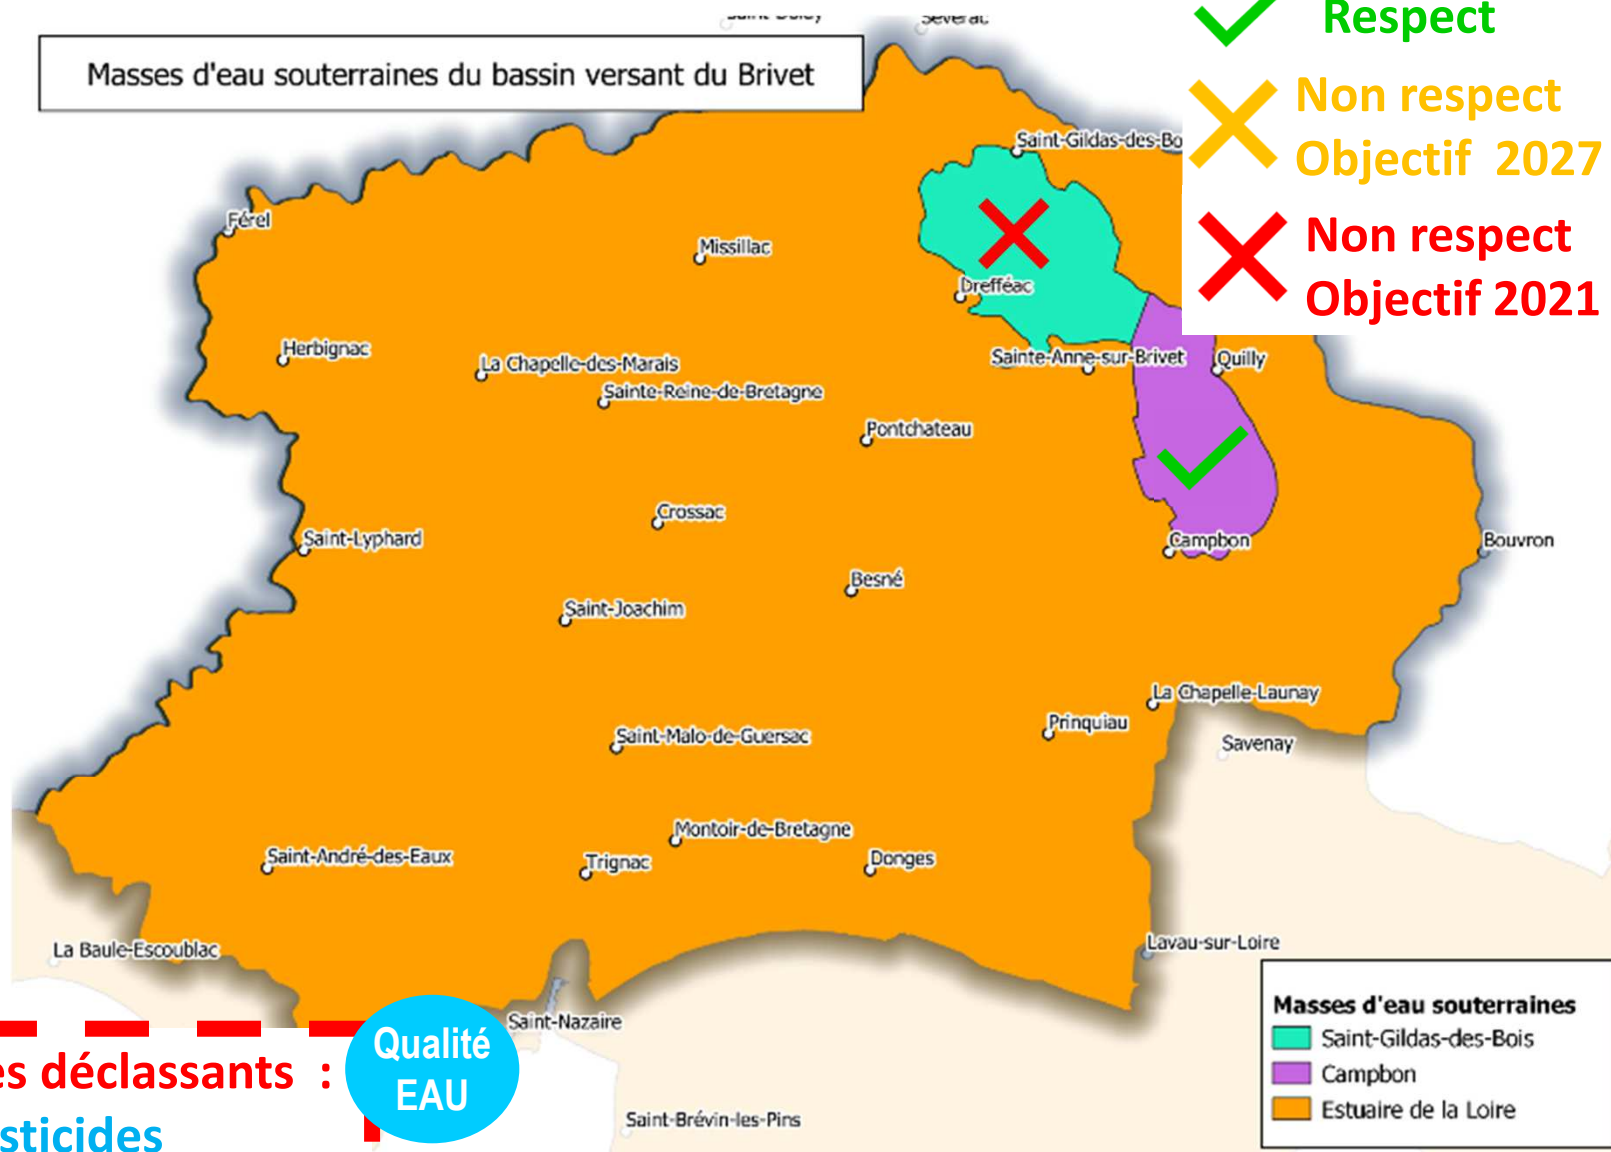 Sévérac
Respect
Masses d'eau souterraines du bassin versant du Brivet
Non respect
Objectif 2027
Saint-Gildas-des-Bo
Non respect
Objectif 2021
Férel
Missillac
Drefféac
Herbignac
La Chapelle-des-Marais
Sainte-Anne-sur-Brivet
Quilly
Sainte-Reine-de-Bretagne
Pontchateau
Crossac
Saint-Lyphard
Campbon
Bouvron
Besné
Saint-Joachim
La Chapelle-Launay
Prinquiau
Saint-Malo-de-Guersac
Savenay
Montoir-de-Bretagne
Saint-André-des-Eaux
Trignac
Donges
La Baule-Escoublac
Lavau-sur-Loire
Masses d'eau souterraines
Saint-Gildas-des-Bois
Campbon
Estuaire de la Loire
Saint-Nazaire
Qualité
EAU
es déclassants :
sticides
Saint-Brévin-les-Pins